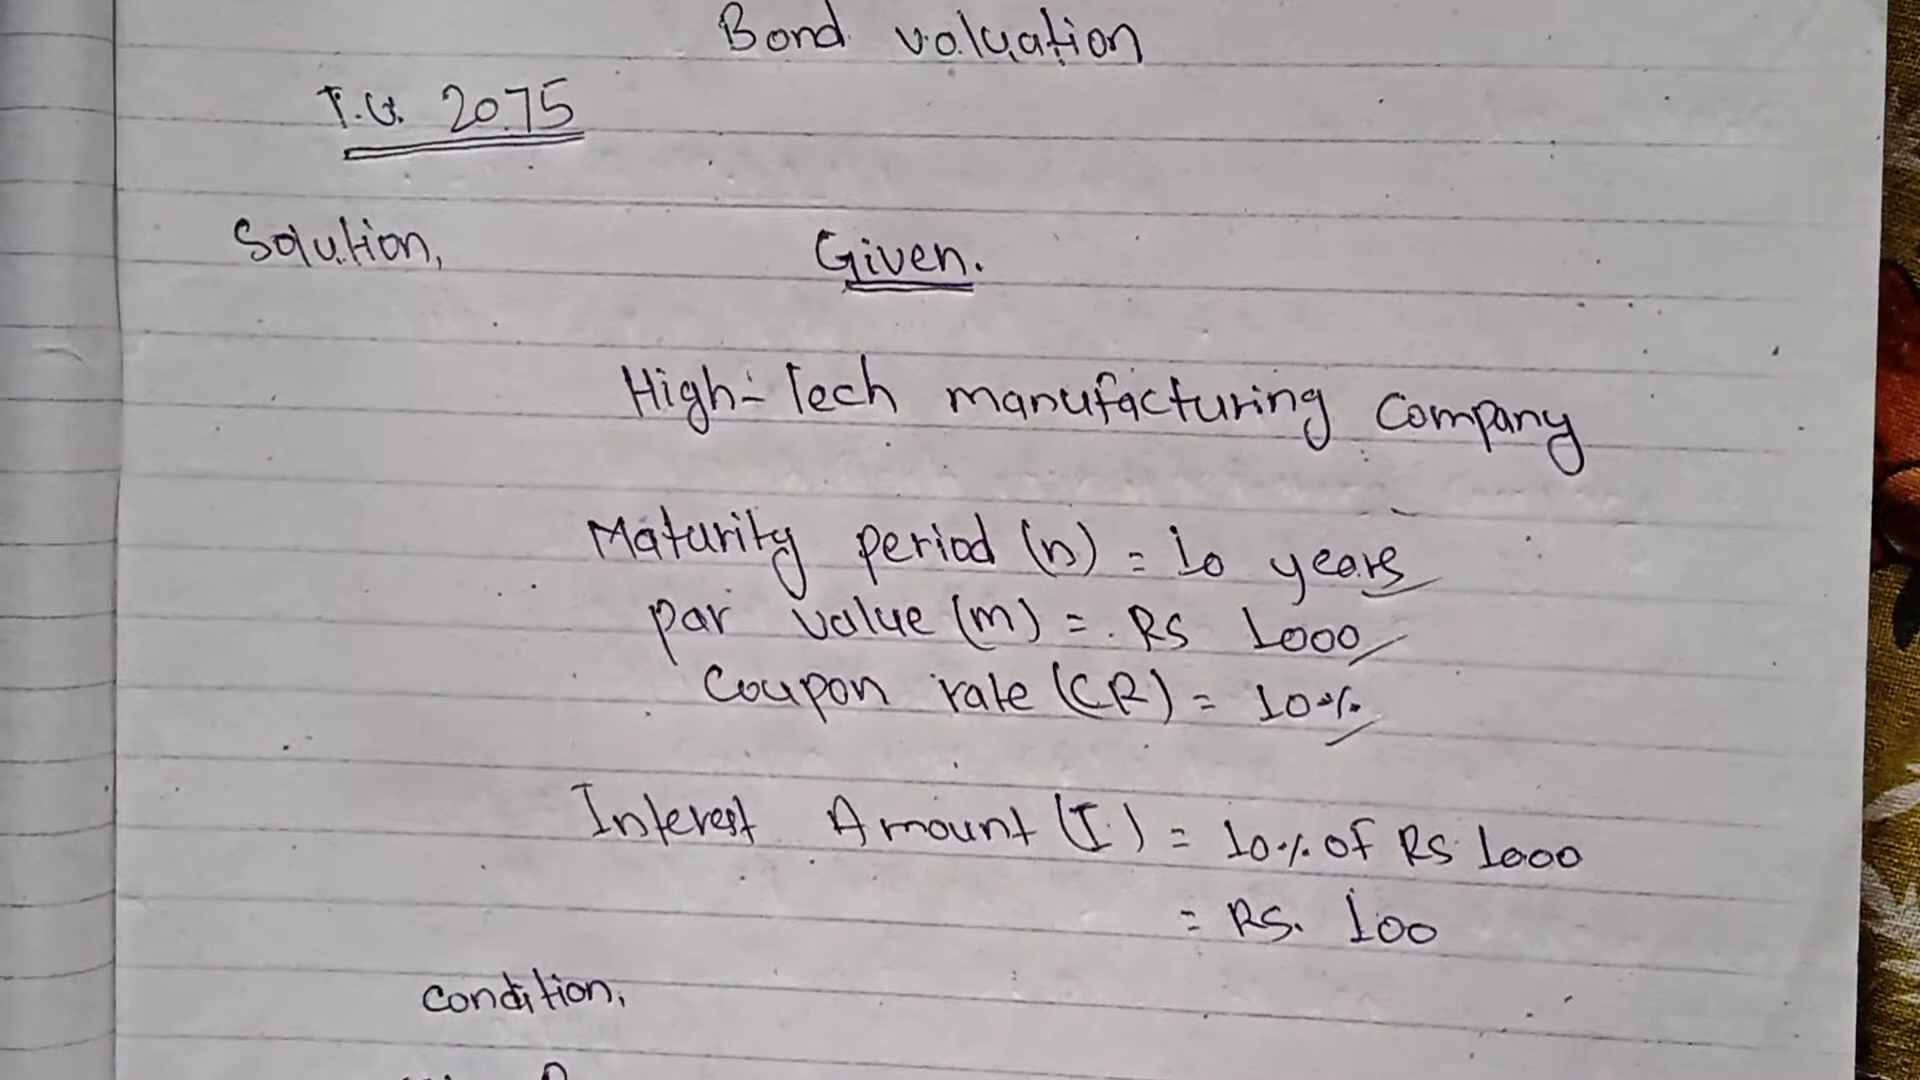 Bond valuation
T.U. 2075
Solution,
Given.
High-Tech manufacturing Company
Maturity period (n) = 10 years
par value (m) = Rs 1000
Coupon rate (CR) = 10%
Interest Amount (I) = 10% of Rs 1000
= Rs. 100
condition,